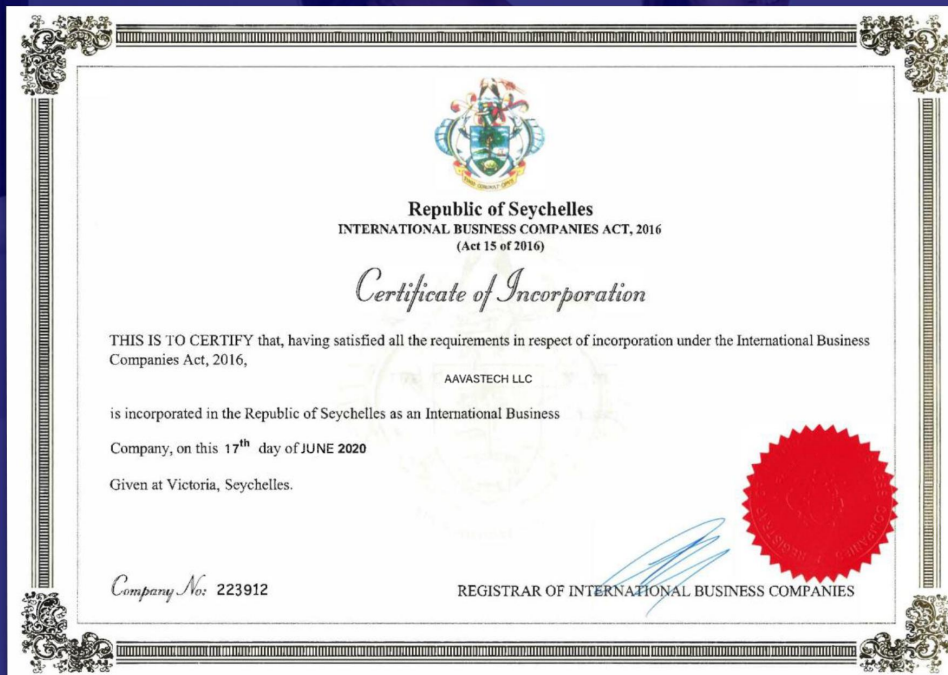 Republic of Seychelles
INTERNATIONAL BUSINESS COMPANIES ACT, 2016
(Act 15 of 2016)
Certificate of Incorporation
THIS IS TO CERTIFY that, having satisfied all the requirements in respect of incorporation under the International Business
Companies Act, 2016,
AAVASTECH LLC
is incorporated in the Republic of Seychelles as an International Business
Company, on this 17th day of JUNE 2020
Given at Victoria, Seychelles.
Company No: 223912
REGISTRAR OF INTERNATIONAL BUSINESS COMPANIES